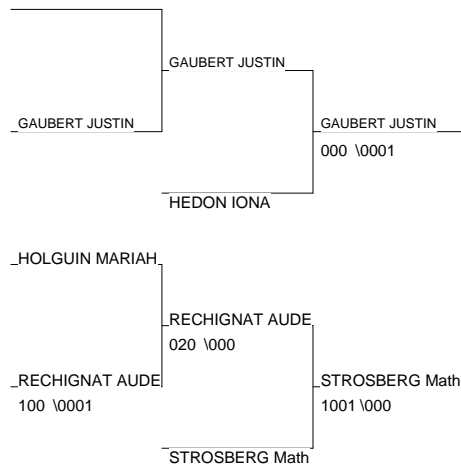 GAUBERT JUSTIN
GAUBERT JUSTIN
GAUBERT JUSTIN
000 \0001
HEDON IONA
HOLGUIN MARIAH
RECHIGNAT AUDE
020 \000
RECHIGNAT AUDE
100 \0001
STROSBERG Math
1001 \000
STROSBERG Math